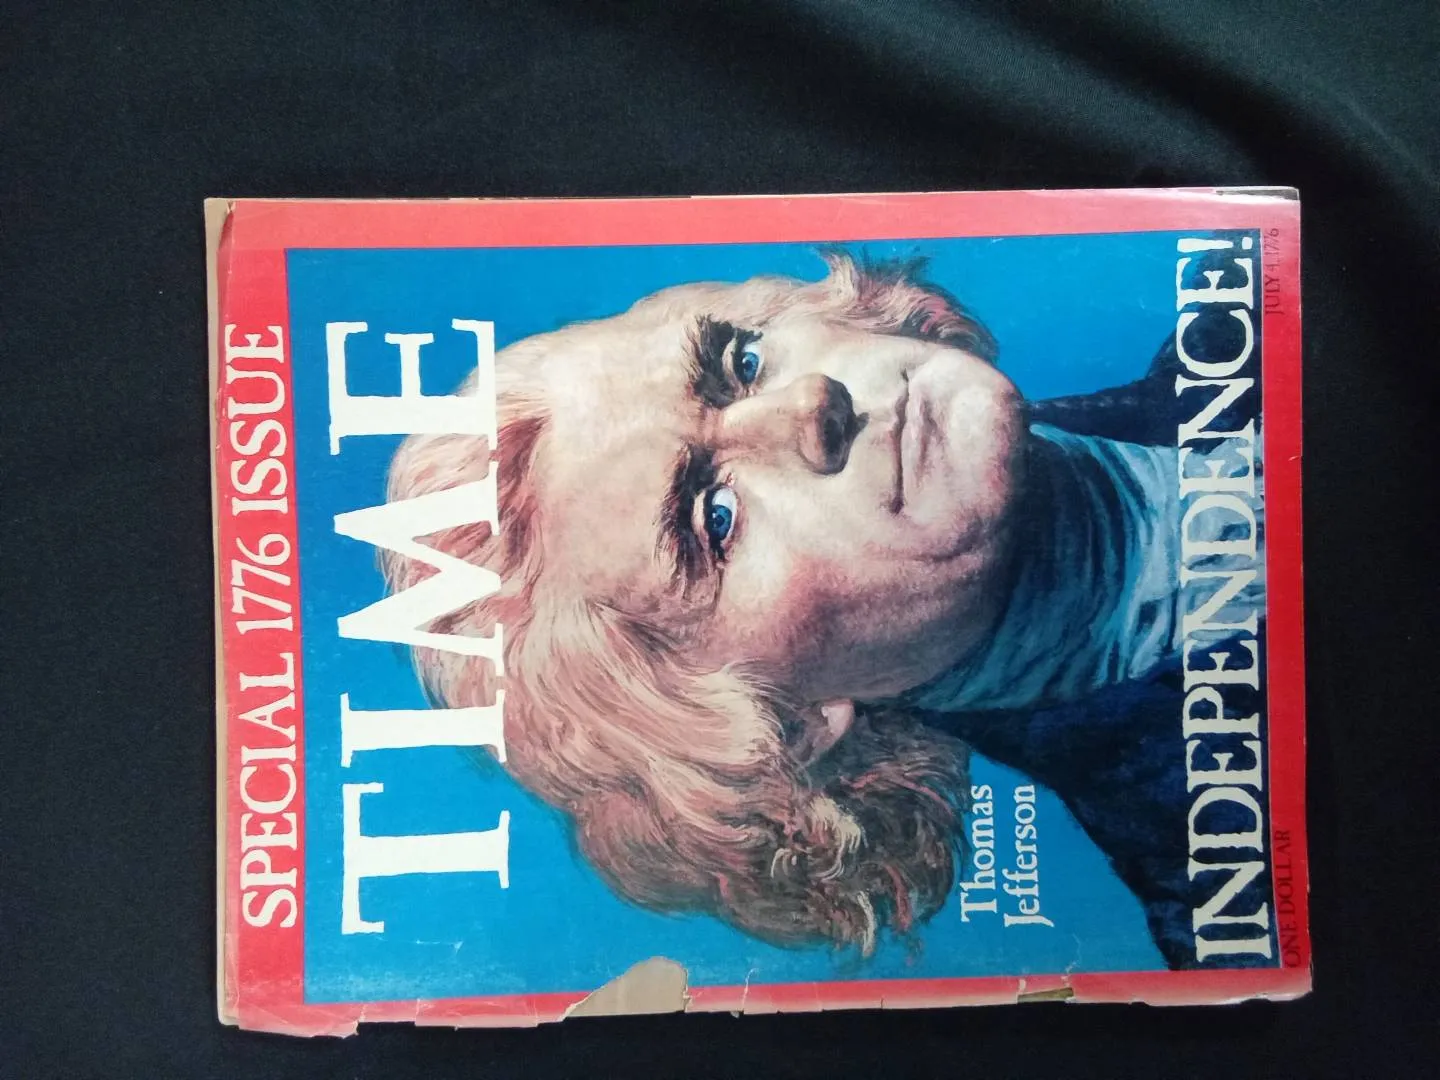 SPECIAL 1776 ISSUE
TIME
Thomas
Jefferson
INDEPENDENCE!
ONE DOLLAR
JULY 4, 1776